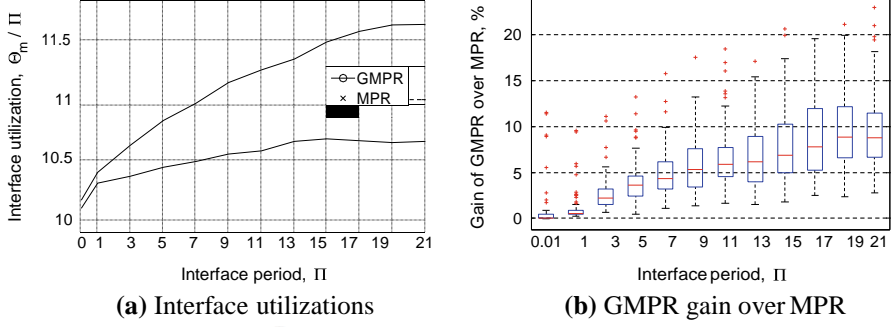 Interface utilization, Θm / Π
11.5
11
10.5
10
GMPR
MPR
0 1 3 5 7 9 11 13 15 17 19 21
Interface period, Π
(a) Interface utilizations
Gain of GMPR over MPR, %
20
15
10
5
0
0.01 1 3 5 7 9 11 13 15 17 19 21
Interface period, Π
(b) GMPR gain over MPR